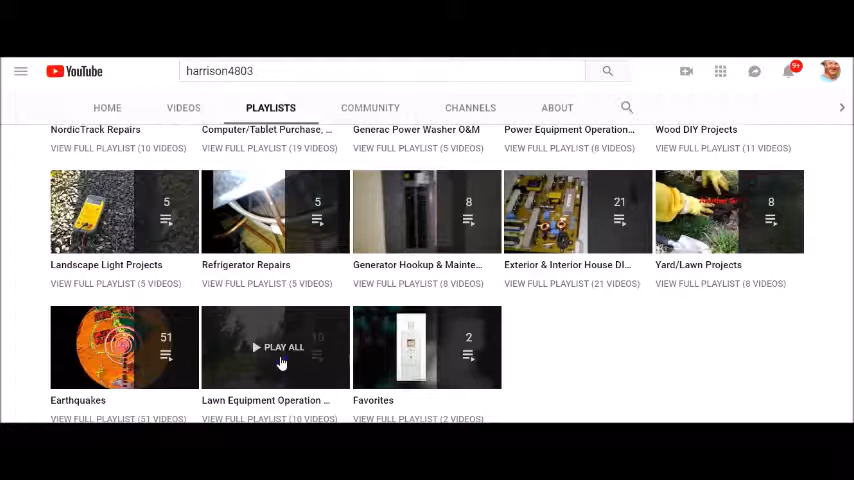 YouTube
harrison4803
9+
HOME VIDEOS PLAYLISTS COMMUNITY CHANNELS ABOUT
NordicTrack Repairs Computer/Tablet Purchase, ... Generac Power Washer O&M Power Equipment Operation... Wood DIY Projects
VIEW FULL PLAYLIST (10 VIDEOS) VIEW FULL PLAYLIST (19 VIDEOS) VIEW FULL PLAYLIST (5 VIDEOS) VIEW FULL PLAYLIST (8 VIDEOS) VIEW FULL PLAYLIST (11 VIDEOS)
5 5 8 21 8
Landscape Light Projects Refrigerator Repairs Generator Hookup & Mainte... Exterior & Interior House DI... Yard/Lawn Projects
VIEW FULL PLAYLIST (5 VIDEOS) VIEW FULL PLAYLIST (5 VIDEOS) VIEW FULL PLAYLIST (8 VIDEOS) VIEW FULL PLAYLIST (21 VIDEOS) VIEW FULL PLAYLIST (8 VIDEOS)
51 PLAY ALL 10 2
Earthquakes Lawn Equipment Operation ... Favorites
VIEW FULL PLAYLIST (51 VIDEOS) VIEW FULL PLAYLIST (10 VIDEOS) VIEW FULL PLAYLIST (2 VIDEOS)